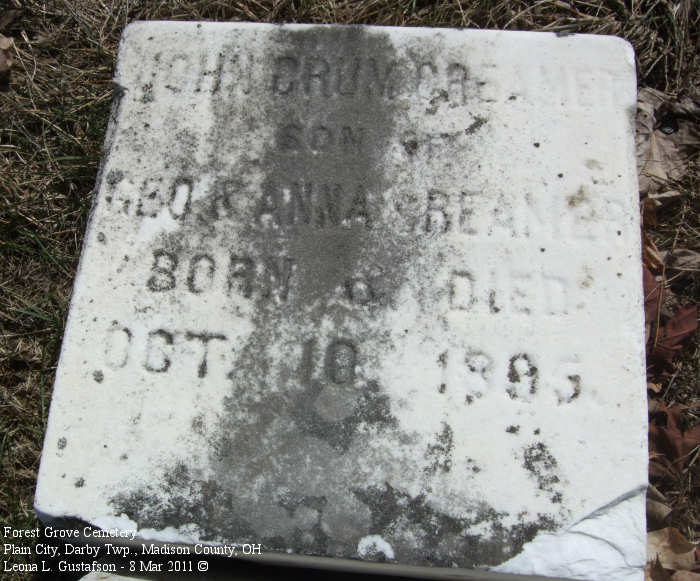 JOHN CRUM CREAMER
SON OF
GEO. & ANNA CREAMER
BORN & DIED
OCT. 10, 1905.
Forest Grove Cemetery
Plain City, Darby Twp., Madison County, OH
Leona L. Gustafson - 8 Mar 2011 ©